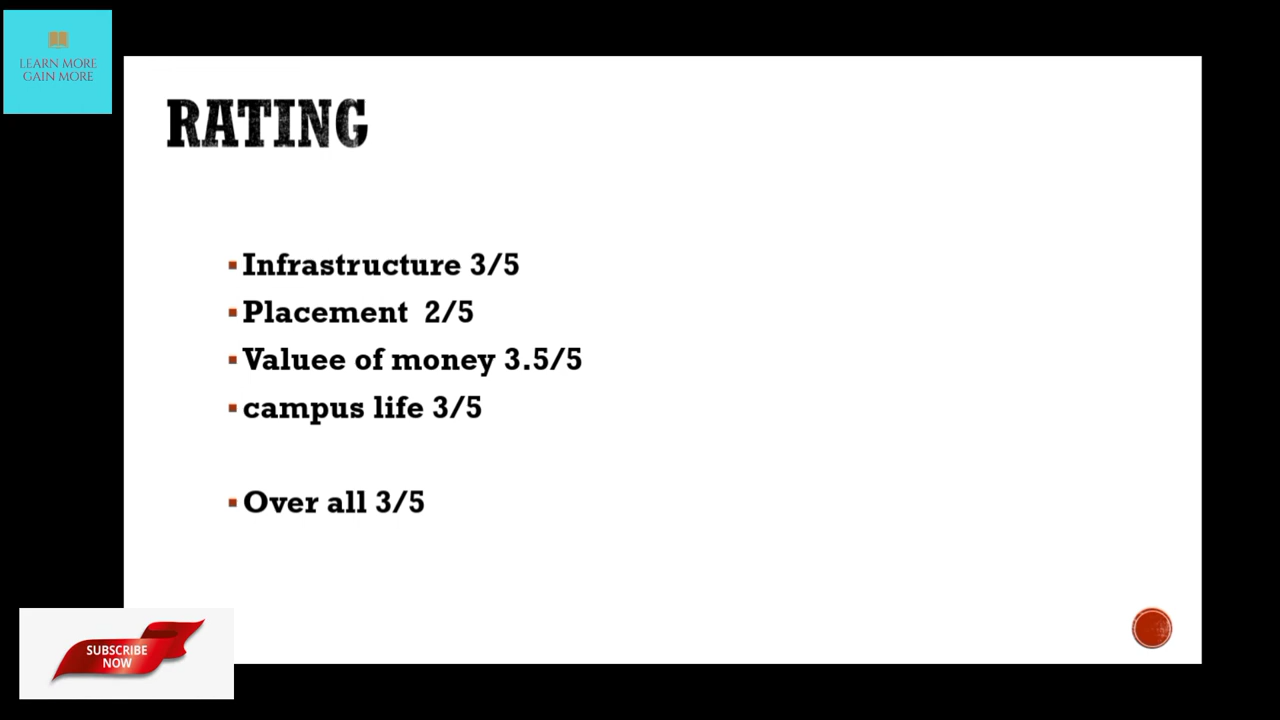 LEARN MORE
GAIN MORE
RATING
Infrastructure 3/5
Placement 2/5
Valuee of money 3.5/5
campus life 3/5
Over all 3/5
SUBSCRIBE
NOW